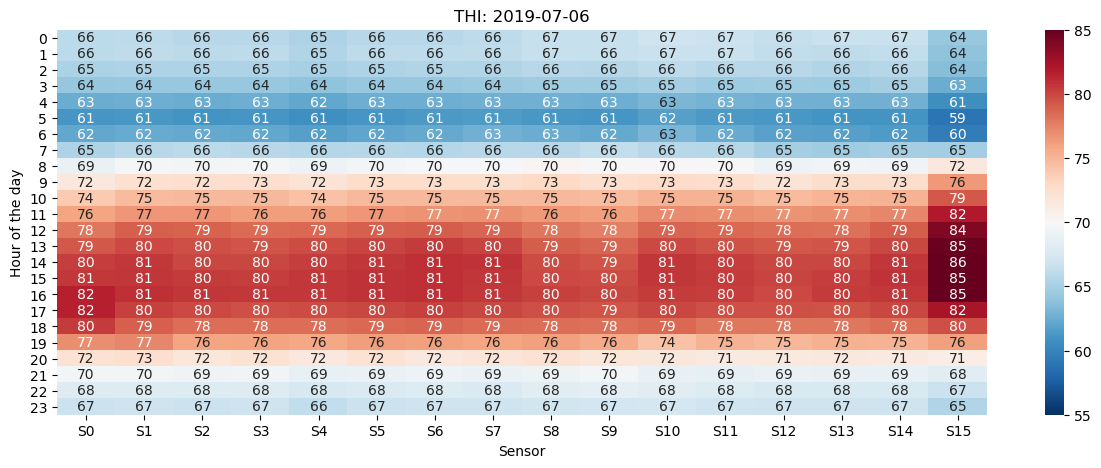 THI: 2019-07-06
0 66 66 66 66 65 66 66 66 67 67 67 67 66 67 67 64
1 66 66 66 66 65 66 66 66 67 66 67 67 66 66 66 64
2 65 65 65 65 65 65 65 66 66 66 66 66 66 66 66 64
3 64 64 64 64 64 64 64 64 65 65 65 65 65 65 65 63
4 63 63 63 63 62 63 63 63 63 63 63 63 63 63 63 61
5 61 61 61 61 61 61 61 61 61 61 62 61 61 61 61 59
6 62 62 62 62 62 62 62 63 63 62 63 62 62 62 62 60
7 65 66 66 66 66 66 66 66 66 66 66 66 65 65 65 65
8 69 70 70 70 69 70 70 70 70 70 70 70 69 69 69 72
9 72 72 72 73 72 73 73 73 73 73 73 73 72 73 73 76
10 74 75 75 75 74 75 75 75 75 75 75 75 75 75 75 79
11 76 77 77 76 76 77 77 77 76 76 77 77 77 77 77 82
12 78 79 79 79 79 79 79 79 78 78 79 79 78 78 79 84
13 79 80 80 79 80 80 80 80 79 79 80 80 79 79 80 85
14 80 81 80 80 80 81 81 81 80 79 81 80 80 80 81 86
15 81 81 80 80 81 81 81 81 80 80 81 80 80 80 81 85
16 82 81 81 81 81 81 81 81 80 80 81 80 80 80 81 85
17 82 80 80 80 80 80 80 80 80 79 80 80 80 80 80 82
18 80 79 78 78 78 79 79 79 78 78 79 78 78 78 78 80
19 77 77 76 76 76 76 76 76 76 76 74 75 75 75 75 76
20 72 73 72 72 72 72 72 72 72 72 72 71 71 72 71 71
21 70 70 69 69 69 69 69 69 69 70 69 69 69 69 69 68
22 68 68 68 68 68 68 68 68 68 68 68 68 68 68 68 67
23 67 67 67 67 66 67 67 67 67 67 67 67 67 67 67 65
S0 S1 S2 S3 S4 S5 S6 S7 S8 S9 S10 S11 S12 S13 S14 S15
Sensor
Hour of the day
85
80
75
70
65
60
55